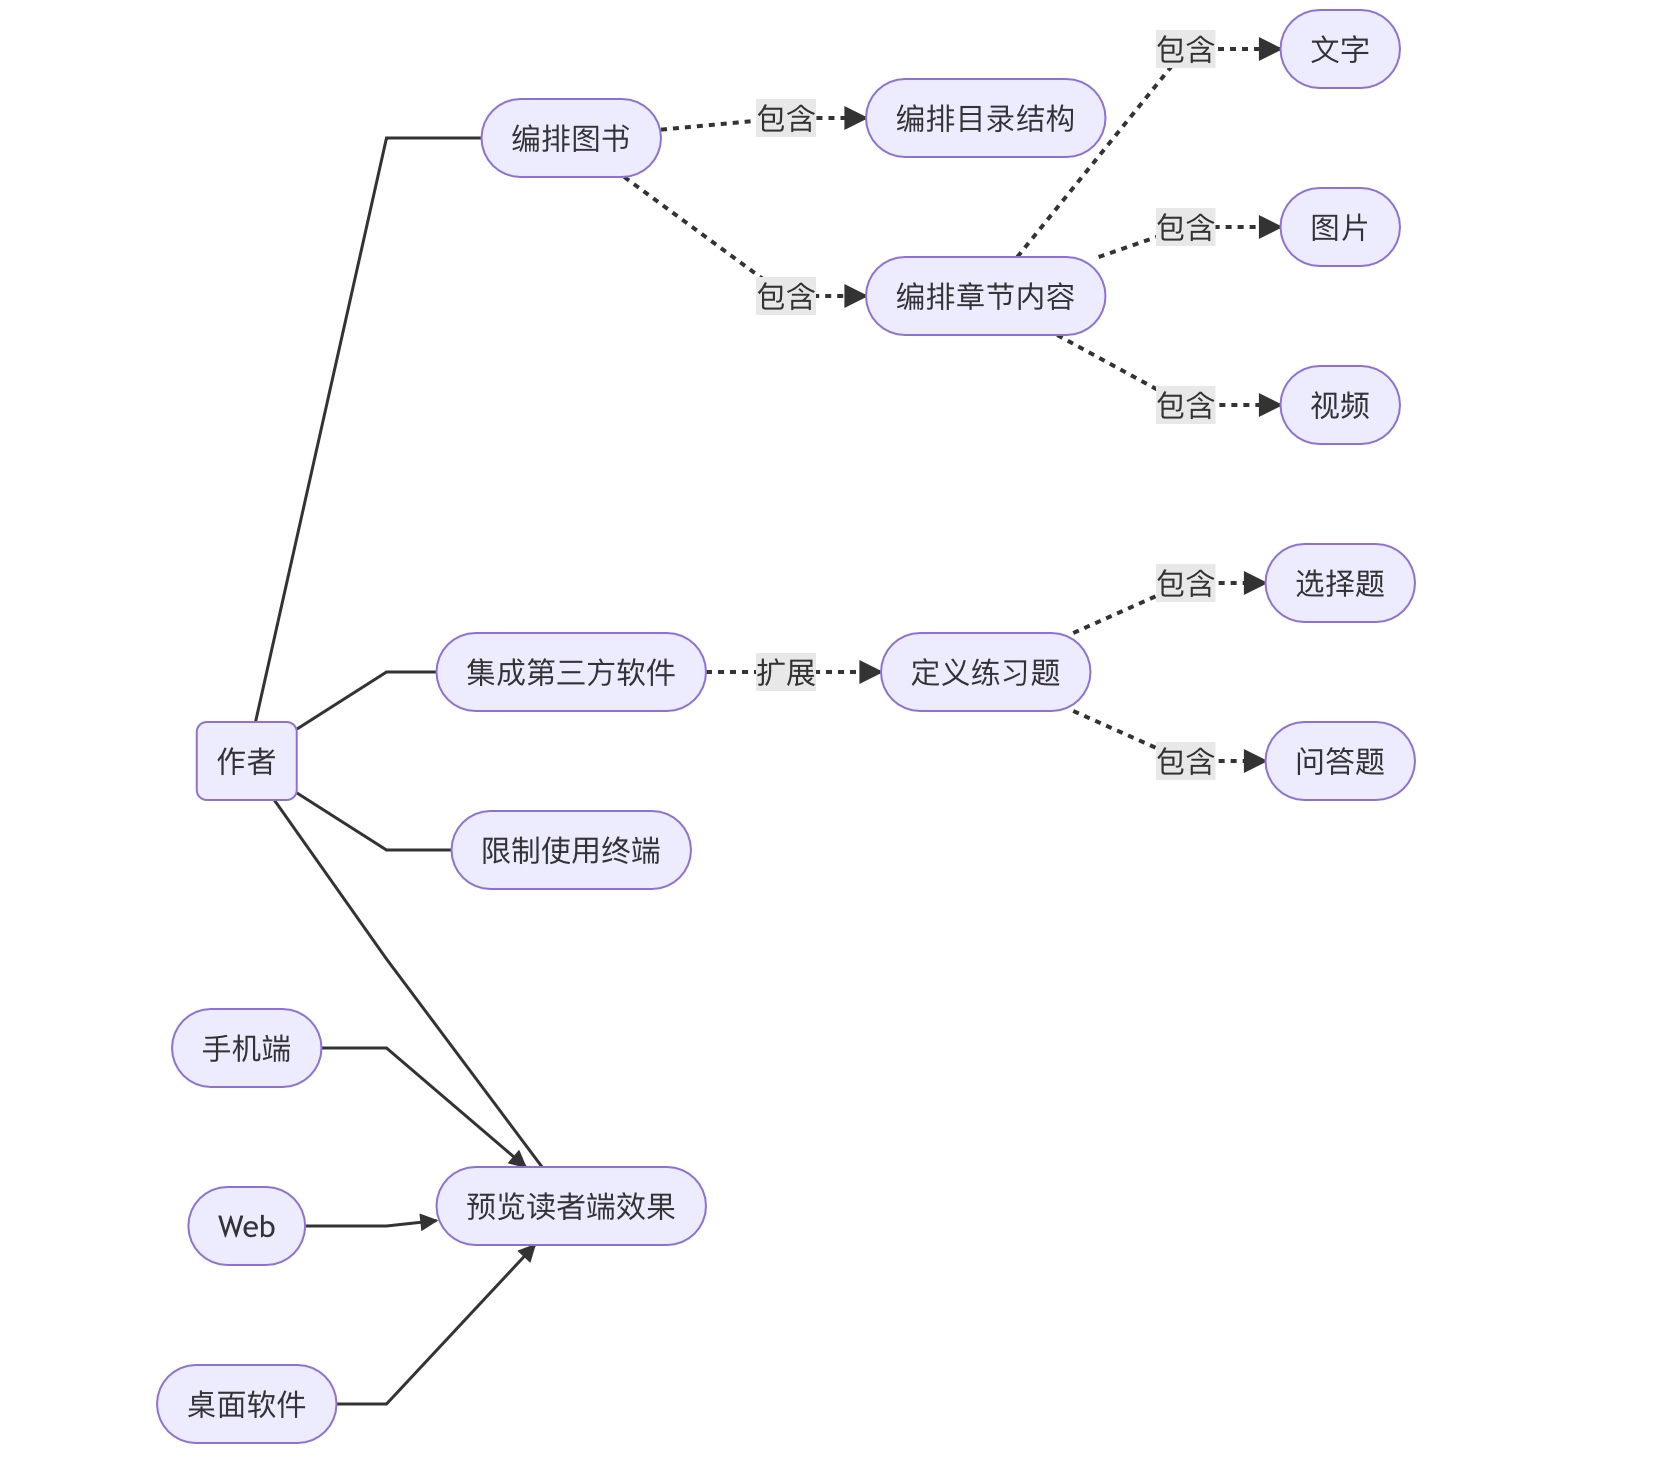 包含
文字
编排图书
包含
编排目录结构
包含
图片
包含
编排章节内容
包含
视频
包含
选择题
集成第三方软件
扩展
定义练习题
作者
包含
问答题
限制使用终端
手机端
预览读者端效果
Web
桌面软件